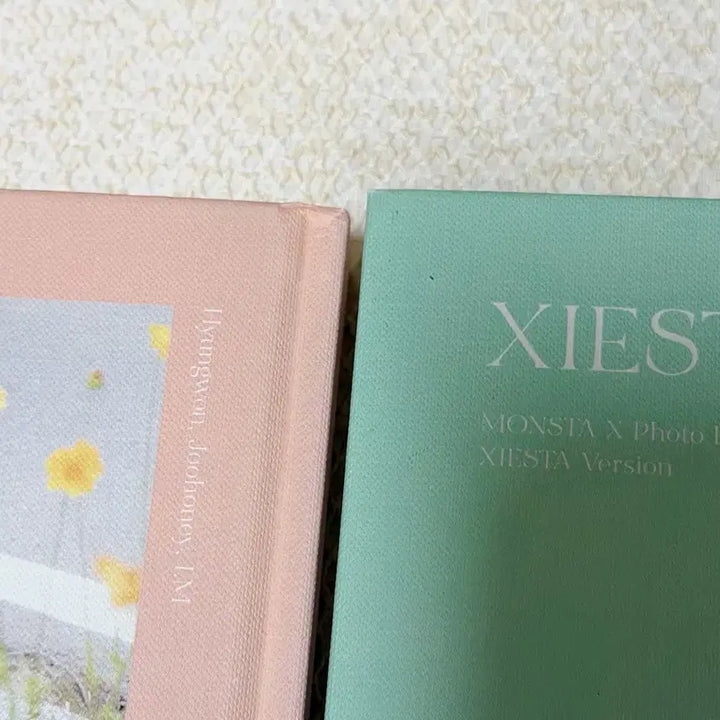 Hyungwon, Joohoney, I.M
XIEST
MONSTA X Photo
XIESTA Version